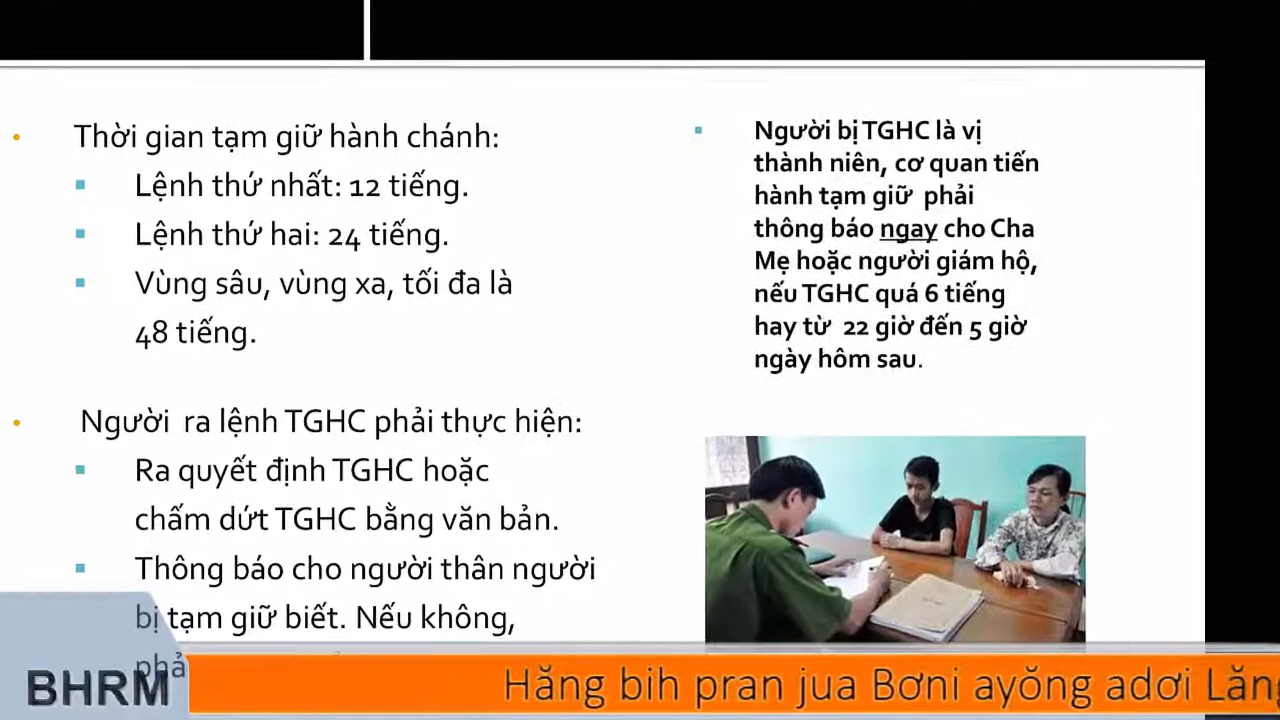 Thời gian tạm giữ hành chánh:
Lệnh thứ nhất: 12 tiếng.
Lệnh thứ hai: 24 tiếng.
Vùng sâu, vùng xa, tối đa là
48 tiếng.
Người ra lệnh TGHC phải thực hiện:
Ra quyết định TGHC hoặc
chấm dứt TGHC bằng văn bản.
Thông báo cho người thân người
bị tạm giữ biết. Nếu không,
Người bị TGHC là vị
thành niên, cơ quan tiến
hành tạm giữ phải
thông báo ngay cho Cha
Mẹ hoặc người giám hộ,
nếu TGHC quá 6 tiếng
hay từ 22 giờ đến 5 giờ
ngày hôm sau.
BHRM
Hăng bih pran jua Bơni ayŏng adơi